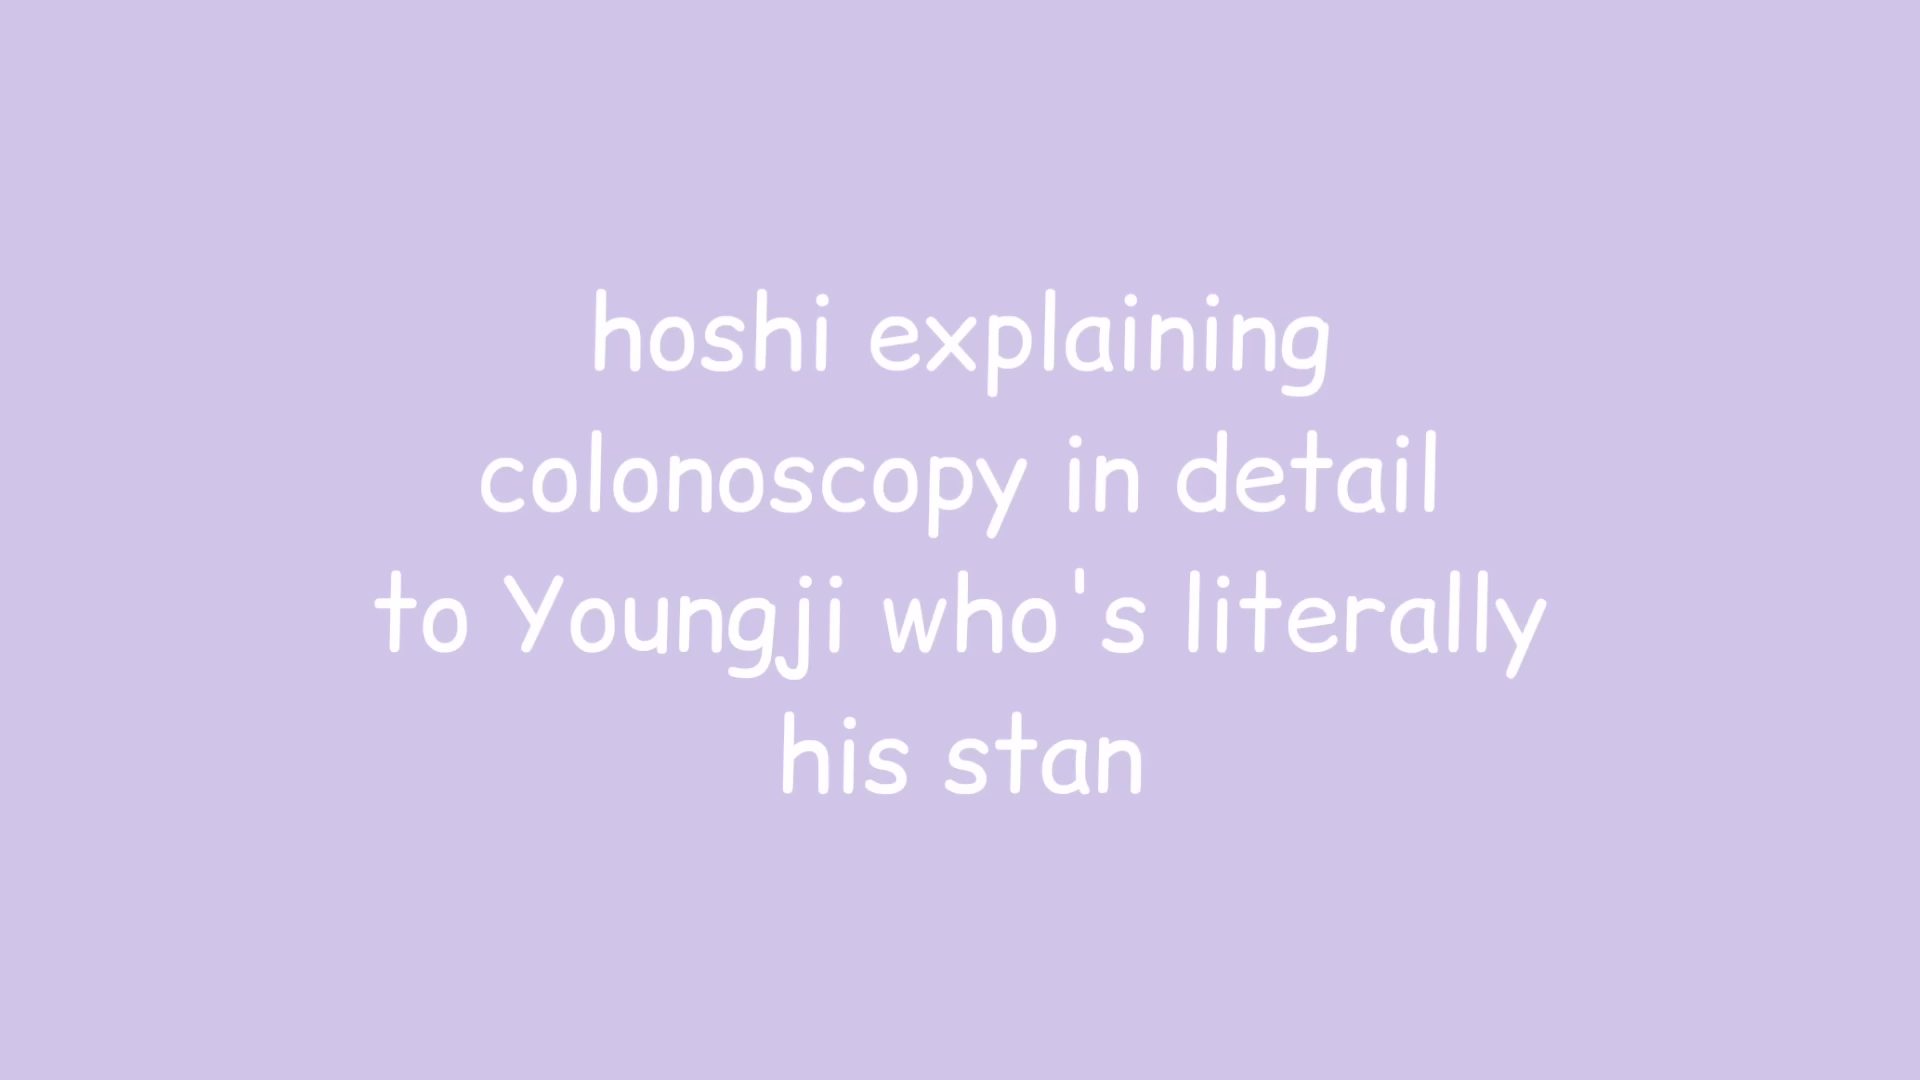 hoshi explaining
colonoscopy in detail
to Youngji who's literally
his stan